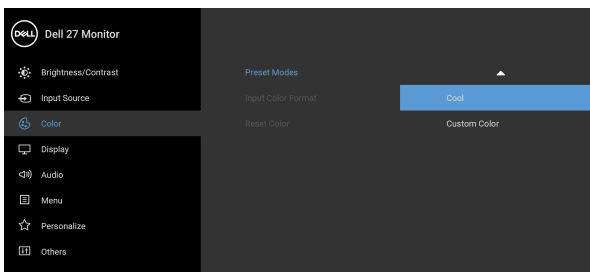 DELL Dell 27 Monitor
Brightness/Contrast Preset Modes
Input Source Input Color Format Cool
Color Reset Color Custom Color
Display
Audio
Menu
Personalize
Others